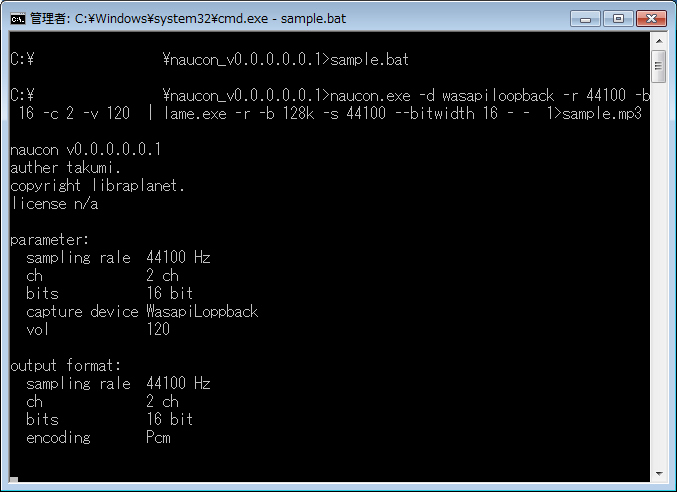 管理者: C:¥Windows¥system32¥cmd.exe - sample.bat
C:¥ ¥naucon_v0.0.0.0.0.1>sample.bat
C:¥ ¥naucon_v0.0.0.0.0.1>naucon.exe -d wasapiloopback -r 44100 -b
16 -c 2 -v 120 | lame.exe -r -b 128k -s 44100 --bitwidth 16 - - 1>sample.mp3
naucon v0.0.0.0.0.1
auther takumi.
copyright libraplanet.
license n/a
parameter:
sampling rale 44100 Hz
ch 2 ch
bits 16 bit
capture device WasapiLoppback
vol 120
output format:
sampling rale 44100 Hz
ch 2 ch
bits 16 bit
encoding Pcm